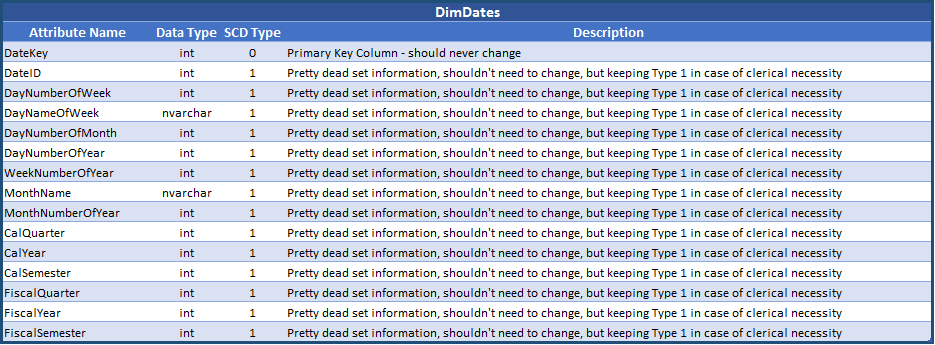 DimDates
Attribute Name Data Type SCD Type Description
DateKey int 0 Primary Key Column - should never change
DateID int 1 Pretty dead set information, shouldn't need to change, but keeping Type 1 in case of clerical necessity
DayNumberOfWeek int 1 Pretty dead set information, shouldn't need to change, but keeping Type 1 in case of clerical necessity
DayNameOfWeek nvarchar 1 Pretty dead set information, shouldn't need to change, but keeping Type 1 in case of clerical necessity
DayNumberOfMonth int 1 Pretty dead set information, shouldn't need to change, but keeping Type 1 in case of clerical necessity
DayNumberOfYear int 1 Pretty dead set information, shouldn't need to change, but keeping Type 1 in case of clerical necessity
WeekNumberOfYear int 1 Pretty dead set information, shouldn't need to change, but keeping Type 1 in case of clerical necessity
MonthName nvarchar 1 Pretty dead set information, shouldn't need to change, but keeping Type 1 in case of clerical necessity
MonthNumberOfYear int 1 Pretty dead set information, shouldn't need to change, but keeping Type 1 in case of clerical necessity
CalQuarter int 1 Pretty dead set information, shouldn't need to change, but keeping Type 1 in case of clerical necessity
CalYear int 1 Pretty dead set information, shouldn't need to change, but keeping Type 1 in case of clerical necessity
CalSemester int 1 Pretty dead set information, shouldn't need to change, but keeping Type 1 in case of clerical necessity
FiscalQuarter int 1 Pretty dead set information, shouldn't need to change, but keeping Type 1 in case of clerical necessity
FiscalYear int 1 Pretty dead set information, shouldn't need to change, but keeping Type 1 in case of clerical necessity
FiscalSemester int 1 Pretty dead set information, shouldn't need to change, but keeping Type 1 in case of clerical necessity